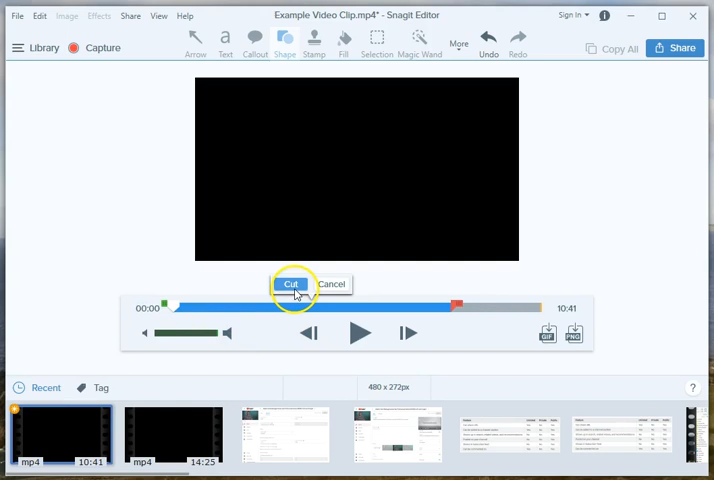 Example Video Clip.mp4* - Snagit Editor
File Edit Image Effects Share View Help
Sign In
Library Capture
Arrow Text Callout Shape Stamp Fill Selection Magic Wand More Undo Redo
Copy All Share
Cut Cancel
00:00 10:41
GIF PNG
Recent Tag
480 x 272px
?
mp4 10:41
mp4 14:25